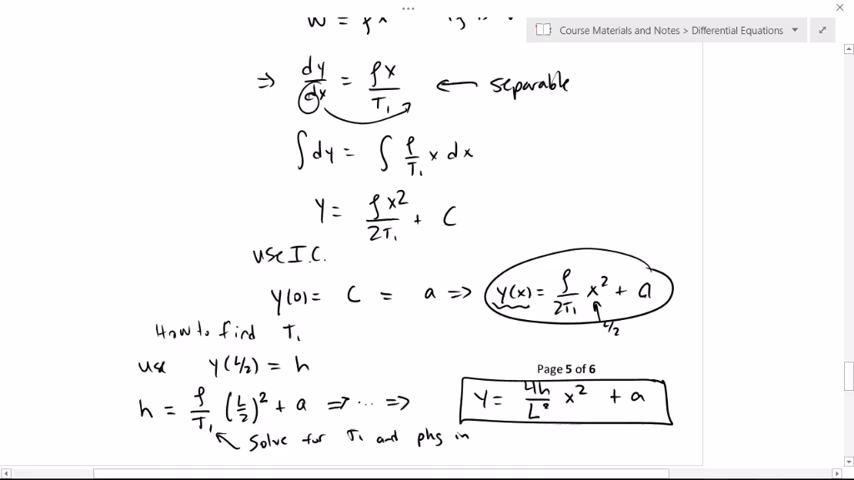 Course Materials and Notes > Differential Equations
w = ρx
⇒ dy/dx = ρx/T₁ ← separable
∫dy = ∫ ρ/T₁ x dx
y = ρx²/2T₁ + C
use I.C.
y(0) = C = a ⇒ y(x) = ρ/2T₁ x² + a
L/2
How to find T₁
use y(L/2) = h
Page 5 of 6
h = ρ/T₁ (L/2)² + a ⇒ ... ⇒ y = 4h/L² x² + a
solve for T₁ and plug in